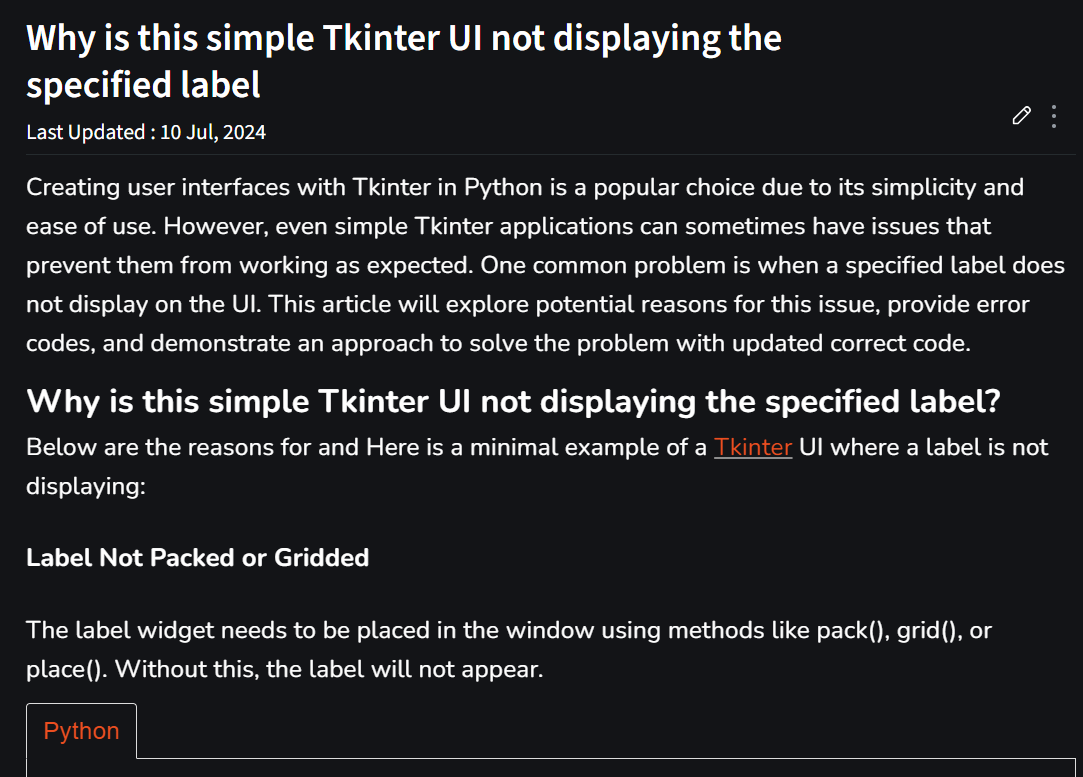 Why is this simple Tkinter UI not displaying the
specified label
Last Updated : 10 Jul, 2024
Creating user interfaces with Tkinter in Python is a popular choice due to its simplicity and
ease of use. However, even simple Tkinter applications can sometimes have issues that
prevent them from working as expected. One common problem is when a specified label does
not display on the UI. This article will explore potential reasons for this issue, provide error
codes, and demonstrate an approach to solve the problem with updated correct code.
Why is this simple Tkinter UI not displaying the specified label?
Below are the reasons for and Here is a minimal example of a Tkinter UI where a label is not
displaying:
Label Not Packed or Gridded
The label widget needs to be placed in the window using methods like pack(), grid(), or
place(). Without this, the label will not appear.
Python